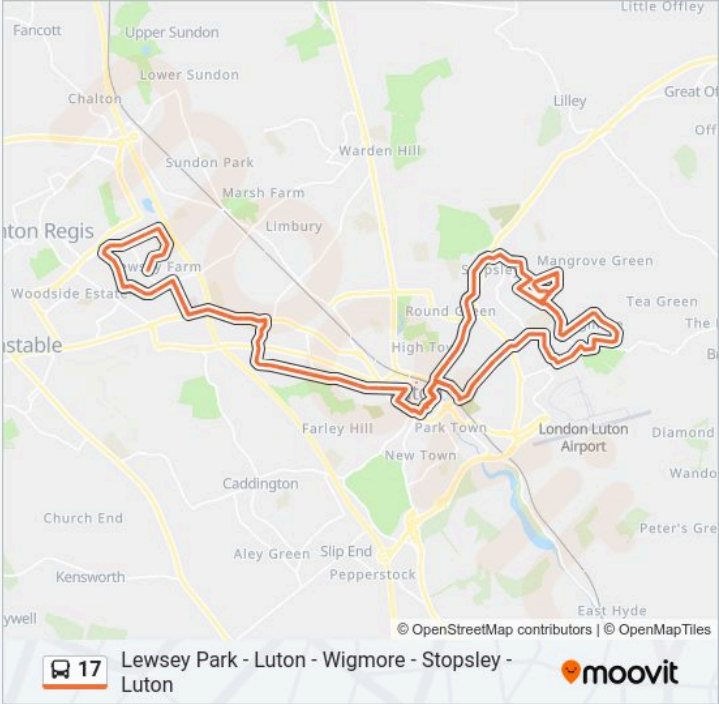 Little Offley
Fancott
Upper Sundon
Lower Sundon
Chalton
Lilley
Great Of
Off
Warden Hill
Sundon Park
Marsh Farm
Limbury
nton Regis
Farm
Stopsley
Mangrove Green
Woodside Estate
Tea Green
Round Green
The
nstable
High Tow
B
Farley Hill
Park Town
London Luton
Airport
Diamond
New Town
Caddington
Wando
Church End
Peter's Gre
Aley Green
Slip End
Pepperstock
Kensworth
East Hyde
ywell
© OpenStreetMap contributors | © OpenMapTiles
17
Lewsey Park - Luton - Wigmore - Stopsley -
Luton
moovit